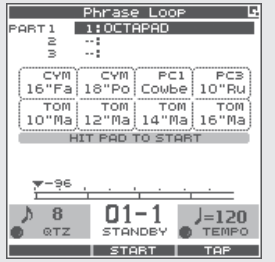 Phrase Loop
PART 1 1:OCTAPAD
2 --:
3 --:
CYM CYM PC1 PC3
16"Fa 18"Po Cowbe 10"Ru
TOM TOM TOM TOM
10"Ma 12"Ma 14"Ma 16"Ma
HIT PAD TO START
-96
♪ 8 01-1 ♩=120
QTZ STANDBY TEMPO
START TAP